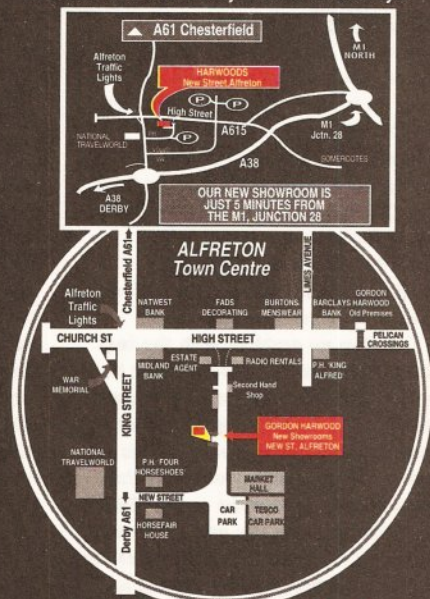 A61 Chesterfield
M1
NORTH
Alfreton
Traffic
Lights
HARWOODS
New Street Alfreton
P
P
High Street
NATIONAL
TRAVELWORLD
P
A615
M1
Jctn. 28
A38
SOMERCOTES
A38
DERBY
OUR NEW SHOWROOM IS
JUST 5 MINUTES FROM
THE M1, JUNCTION 28
ALFRETON
Town Centre
Chesterfield A61
LIMES AVENUE
Alfreton
Traffic
Lights
NATWEST
BANK
FADS
DECORATING
BURTONS
MENSWEAR
BARCLAYS
BANK
GORDON
HARWOOD
Old Premises
CHURCH ST
HIGH STREET
PELICAN
CROSSINGS
WAR
MEMORIAL
MIDLAND
BANK
ESTATE
AGENT
RADIO RENTALS
P.H. 'KING
ALFRED'
KING STREET
Second Hand
Shop
GORDON HARWOOD
New Showrooms
NEW ST. ALFRETON
NATIONAL
TRAVELWORLD
P.H. 'FOUR
HORSESHOES'
MARKET
HALL
NEW STREET
CAR
PARK
TESCO
CAR PARK
HORSEFAIR
HOUSE
Derby A61